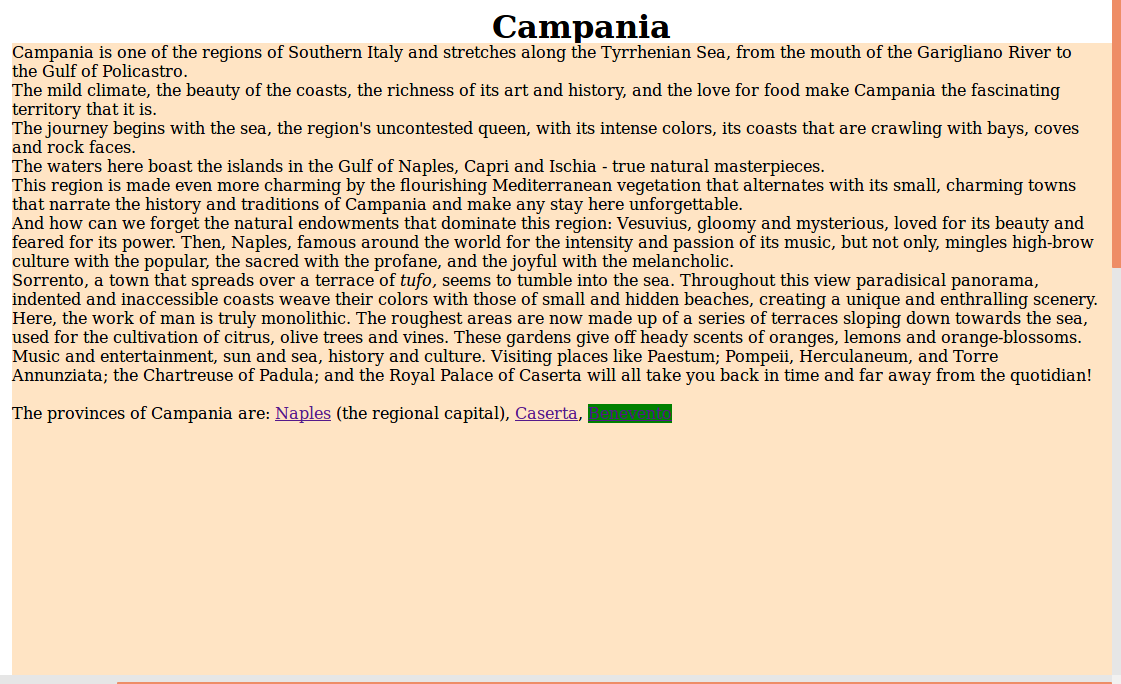 Campania
Campania is one of the regions of Southern Italy and stretches along the Tyrrhenian Sea, from the mouth of the Garigliano River to
the Gulf of Policastro.
The mild climate, the beauty of the coasts, the richness of its art and history, and the love for food make Campania the fascinating
territory that it is.
The journey begins with the sea, the region's uncontested queen, with its intense colors, its coasts that are crawling with bays, coves
and rock faces.
The waters here boast the islands in the Gulf of Naples, Capri and Ischia - true natural masterpieces.
This region is made even more charming by the flourishing Mediterranean vegetation that alternates with its small, charming towns
that narrate the history and traditions of Campania and make any stay here unforgettable.
And how can we forget the natural endowments that dominate this region: Vesuvius, gloomy and mysterious, loved for its beauty and
feared for its power. Then, Naples, famous around the world for the intensity and passion of its music, but not only, mingles high-brow
culture with the popular, the sacred with the profane, and the joyful with the melancholic.
Sorrento, a town that spreads over a terrace of tufo, seems to tumble into the sea. Throughout this view paradisical panorama,
indented and inaccessible coasts weave their colors with those of small and hidden beaches, creating a unique and enthralling scenery.
Here, the work of man is truly monolithic. The roughest areas are now made up of a series of terraces sloping down towards the sea,
used for the cultivation of citrus, olive trees and vines. These gardens give off heady scents of oranges, lemons and orange-blossoms.
Music and entertainment, sun and sea, history and culture. Visiting places like Paestum; Pompeii, Herculaneum, and Torre
Annunziata; the Chartreuse of Padula; and the Royal Palace of Caserta will all take you back in time and far away from the quotidian!
The provinces of Campania are: Naples (the regional capital), Caserta, Benevento